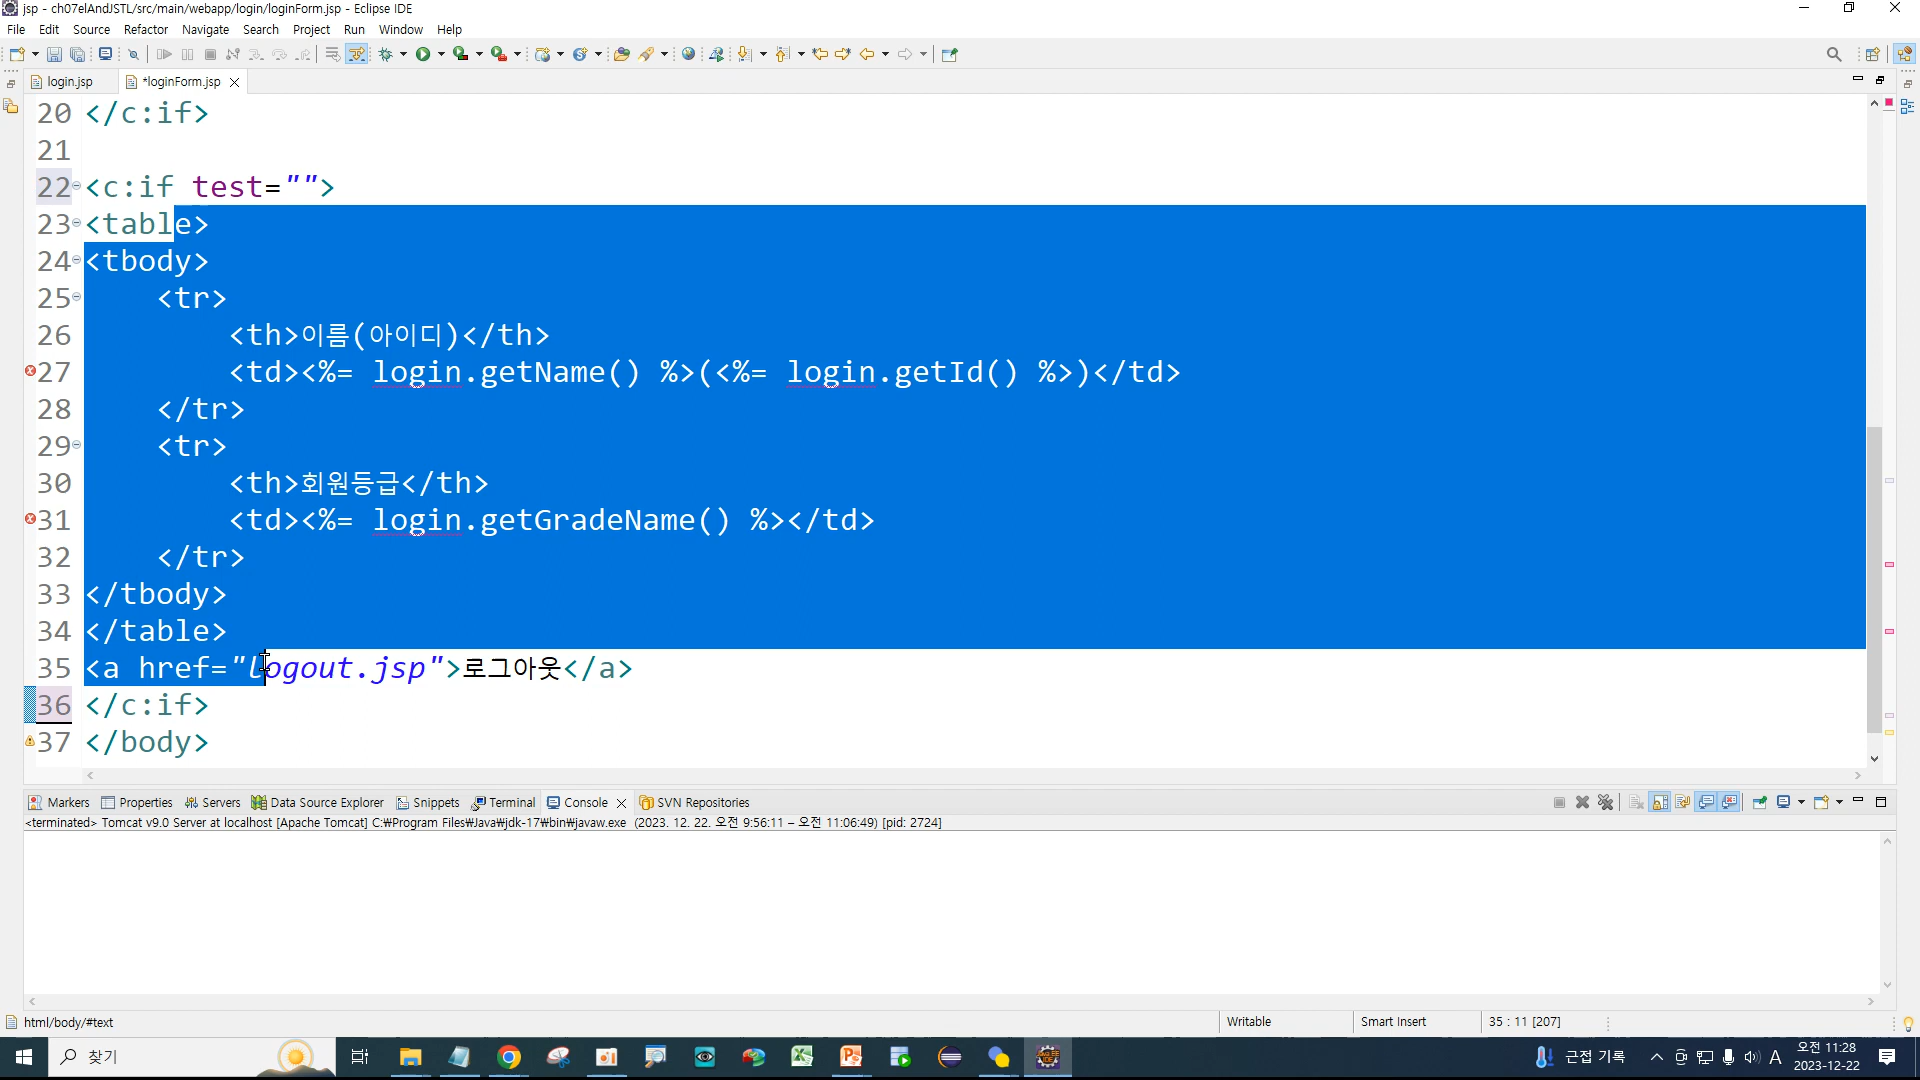 jsp - ch07elAndJSTL/src/main/webapp/login/loginForm.jsp - Eclipse IDE
File Edit Source Refactor Navigate Search Project Run Window Help
login.jsp *loginForm.jsp
20 </c:if>
21
22 <c:if test="">
23 <table>
24 <tbody>
25 <tr>
26 <th>이름(아이디)</th>
27 <td><%= login.getName() %>(<%= login.getId() %>)</td>
28 </tr>
29 <tr>
30 <th>회원등급</th>
31 <td><%= login.getGradeName() %></td>
32 </tr>
33 </tbody>
34 </table>
35 <a href="logout.jsp">로그아웃</a>
36 </c:if>
37 </body>
Markers Properties Servers Data Source Explorer Snippets Terminal Console SVN Repositories
<terminated> Tomcat v9.0 Server at localhost [Apache Tomcat] C:₩Program Files₩Java₩jdk-17₩bin₩javaw.exe (2023. 12. 22. 오전 9:56:11 – 오전 11:06:49) [pid: 2724]
html/body/#text Writable Smart Insert 35 : 11 [207]
찾기 근접 기록 A 오전 11:28
2023-12-22